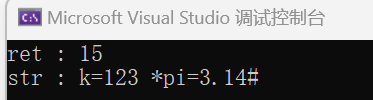 Microsoft Visual Studio 调试控制台
ret : 15
str : k=123 *pi=3.14#